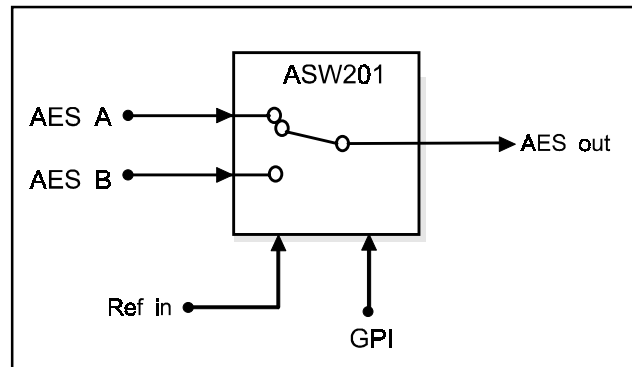 ASW201
AES A
AES out
AES B
Ref in
GPI